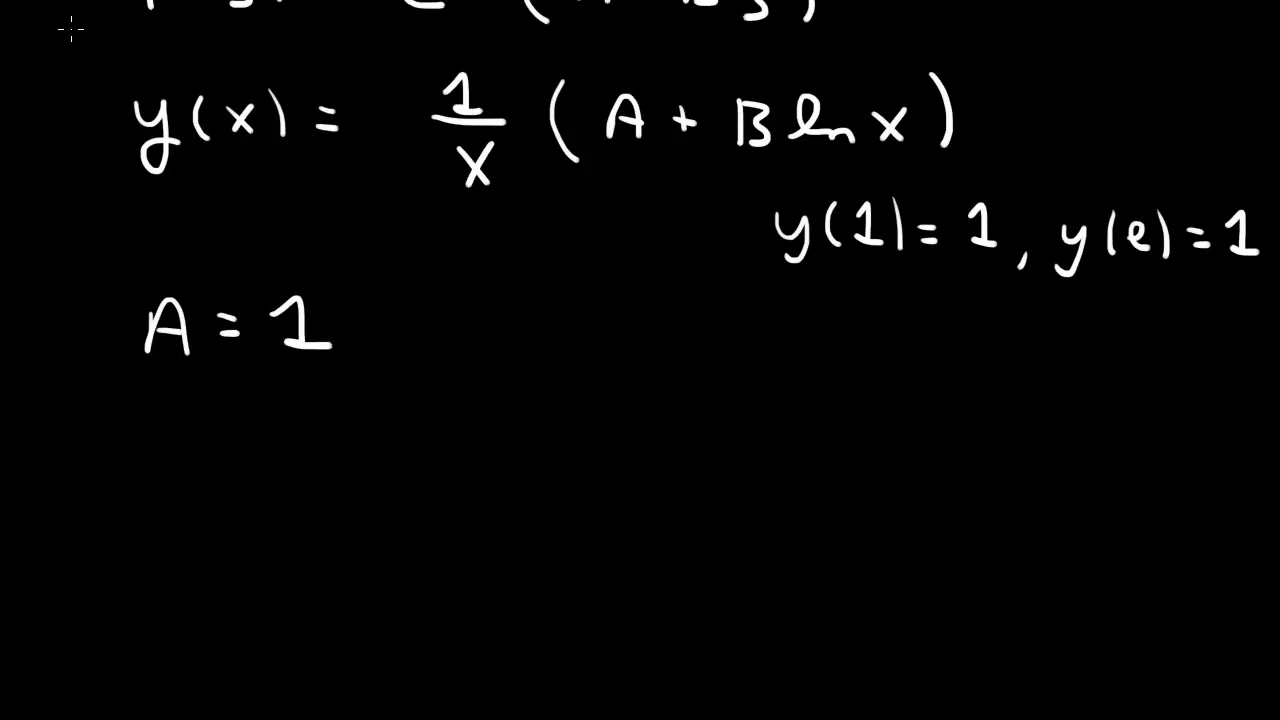 y(x) = 1/x (A + B ln x)
y(1) = 1, y(e) = 1
A = 1